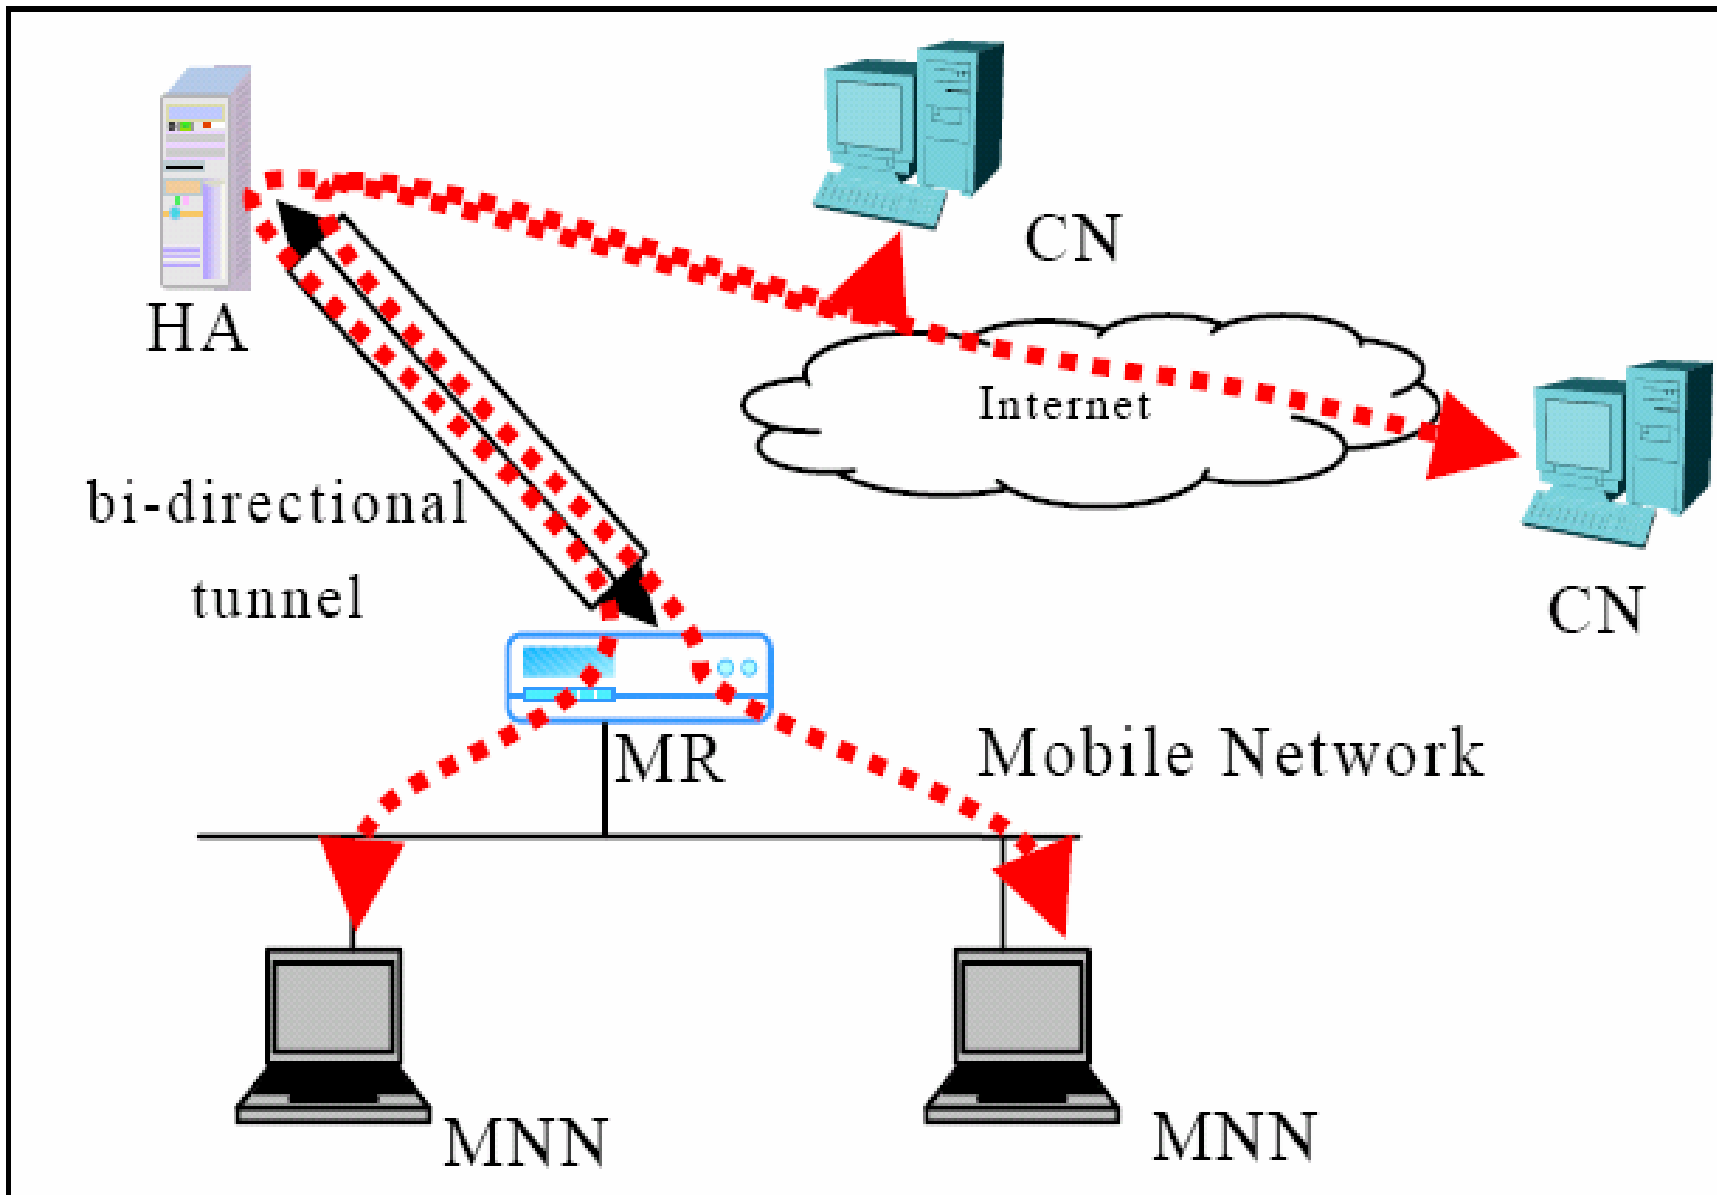 CN
HA
Internet
bi-directional
tunnel
CN
MR
Mobile Network
MNN
MNN